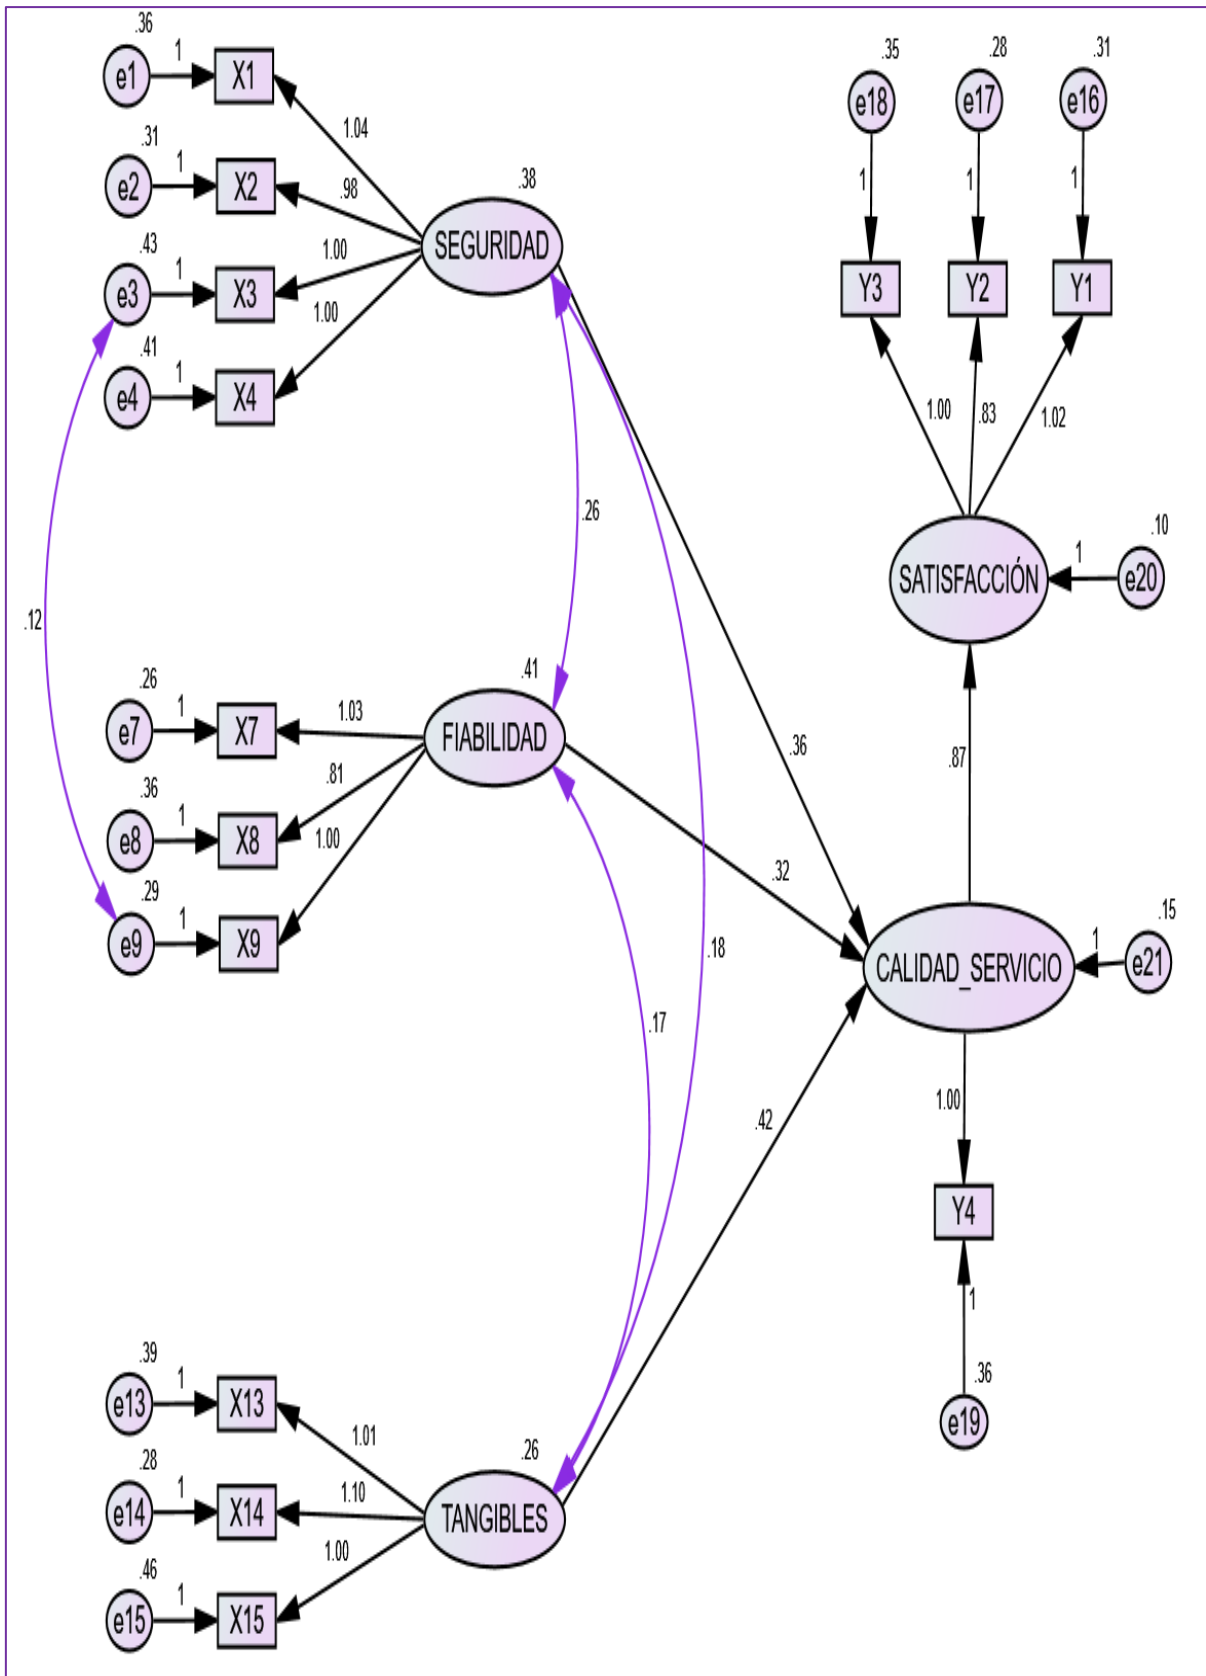 .36
1
e1
X1
1.04
.31
1
e2
X2
.98
.43
1
e3
X3
1.00
.41
1
e4
X4
1.00
.38
SEGURIDAD
.26
.12
.26
1
e7
X7
1.03
.36
1
e8
X8
.81
.29
1
e9
X9
1.00
.41
FIABILIDAD
.36
.32
.18
.17
.42
.39
1
e13
X13
1.01
.28
1
e14
X14
1.10
.46
1
e15
X15
1.00
.26
TANGIBLES
.35
e18
1
Y3
1.00
.28
e17
1
Y2
.83
.31
e16
1
Y1
1.02
SATISFACCIÓN
.10
1
e20
.87
CALIDAD_SERVICIO
.15
1
e21
1.00
Y4
1
.36
e19